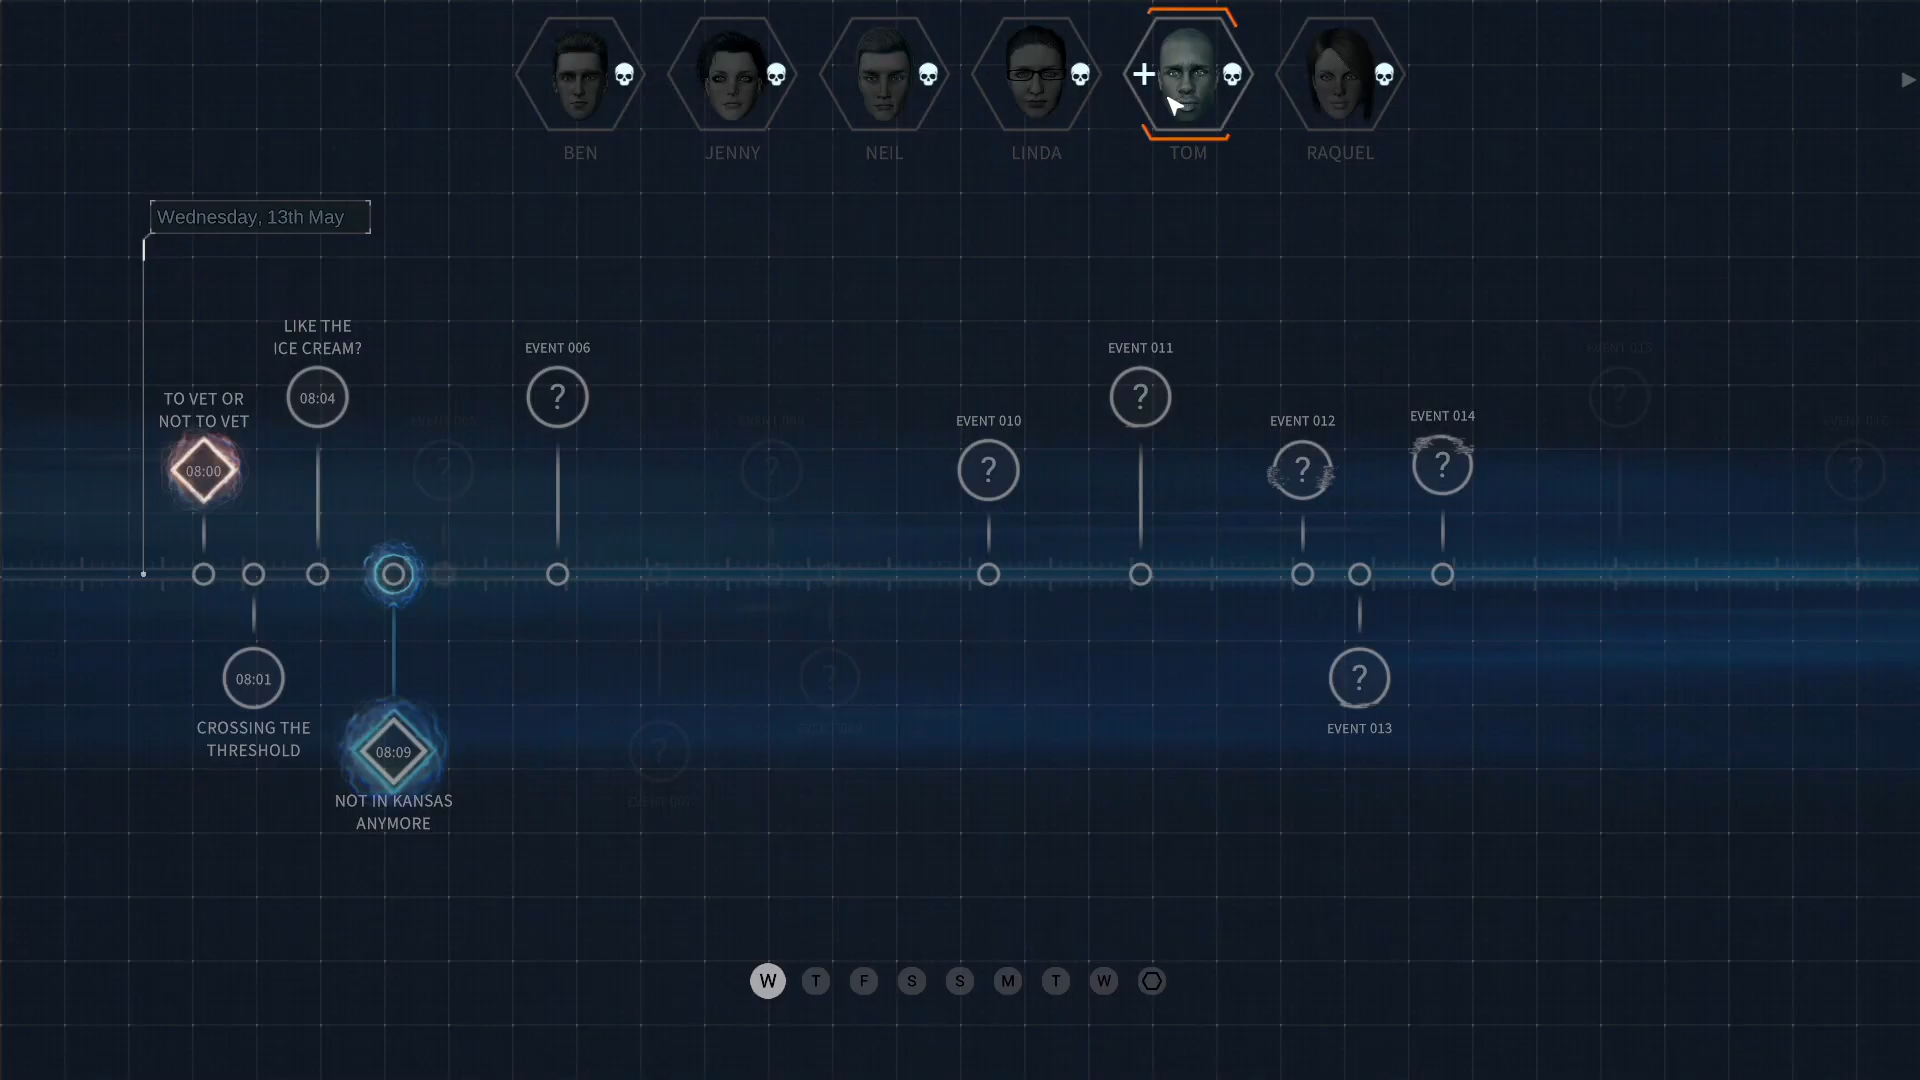 BEN
JENNY
NEIL
LINDA
TOM
RAQUEL
Wednesday, 13th May
LIKE THE
ICE CREAM?
08:04
TO VET OR
NOT TO VET
08:00
EVENT 006
?
EVENT 010
?
EVENT 011
?
EVENT 012
?
EVENT 014
?
08:01
CROSSING THE
THRESHOLD
08:09
NOT IN KANSAS
ANYMORE
?
EVENT 013
W T F S S M T W